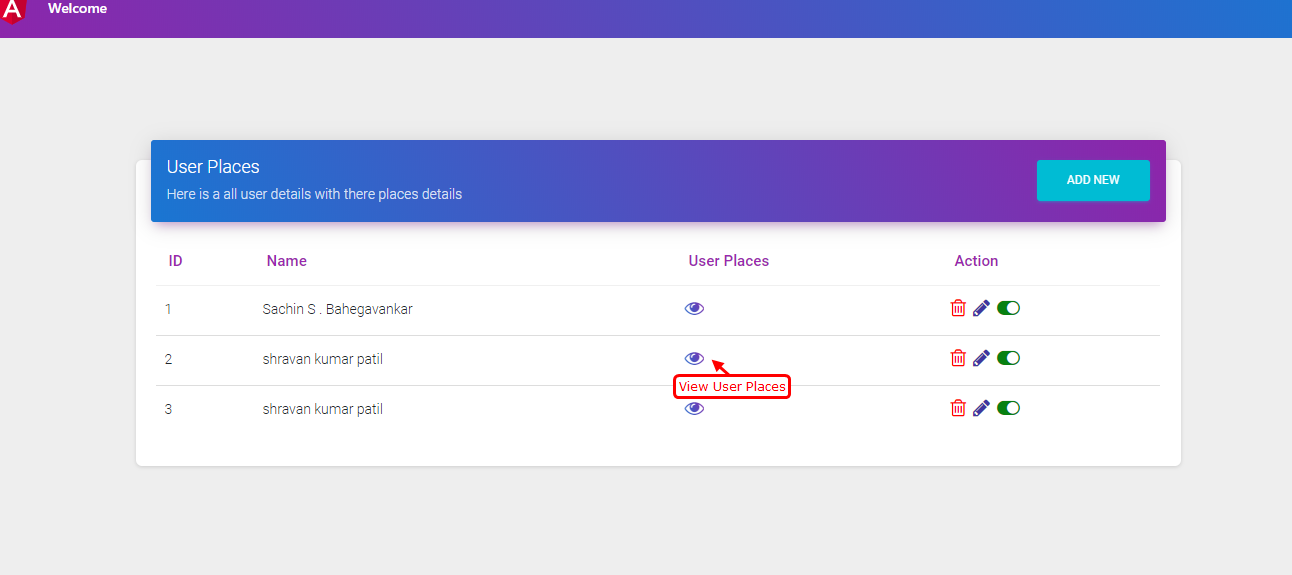 A
Welcome
User Places
Here is a all user details with there places details
ADD NEW
ID Name User Places Action
1 Sachin S . Bahegavankar
2 shravan kumar patil
View User Places
3 shravan kumar patil